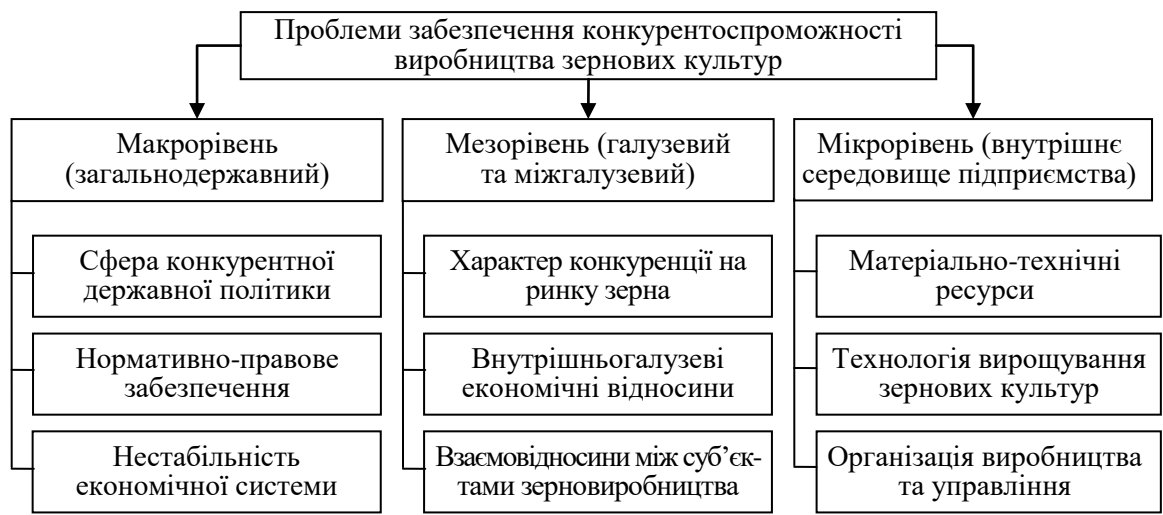 Проблеми забезпечення конкурентоспроможності
виробництва зернових культур
Макрорівень
(загальнодержавний)
Сфера конкурентної
державної політики
Нормативно-правове
забезпечення
Нестабільність
економічної системи
Мезорівень (галузевий
та міжгалузевий)
Характер конкуренції на
ринку зерна
Внутрішньогалузеві
економічні відносини
Взаємовідносини між суб’єк-
тами зерновиробництва
Мікрорівень (внутрішнє
середовище підприємства)
Матеріально-технічні
ресурси
Технологія вирощування
зернових культур
Організація виробництва
та управління